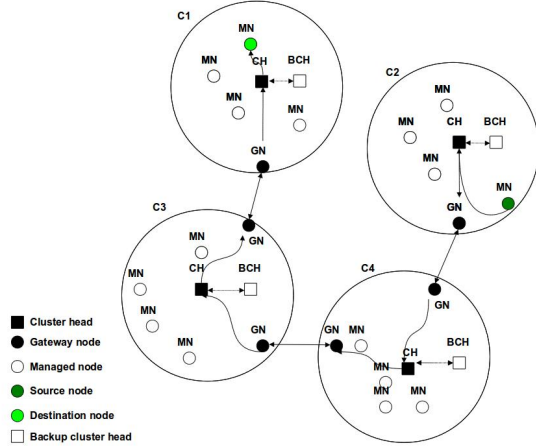 C1
MN
MN
CH
BCH
MN
MN
GN
C2
MN
CH
BCH
MN
MN
MN
GN
C3
GN
MN
CH
BCH
MN
MN
MN
GN
C4
GN
GN
MN
CH
BCH
MN
MN
MN
Cluster head
Gateway node
Managed node
Source node
Destination node
Backup cluster head